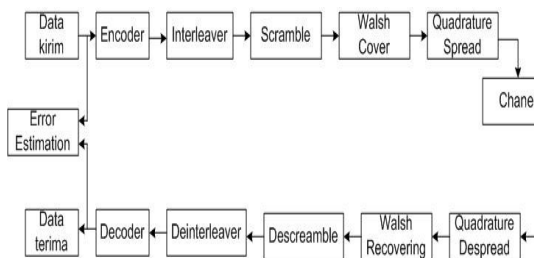 Data
kirim
Encoder
Interleaver
Scramble
Walsh
Cover
Quadrature
Spread
Chane
Error
Estimation
Data
terima
Decoder
Deinterleaver
Descreamble
Walsh
Recovering
Quadrature
Despread